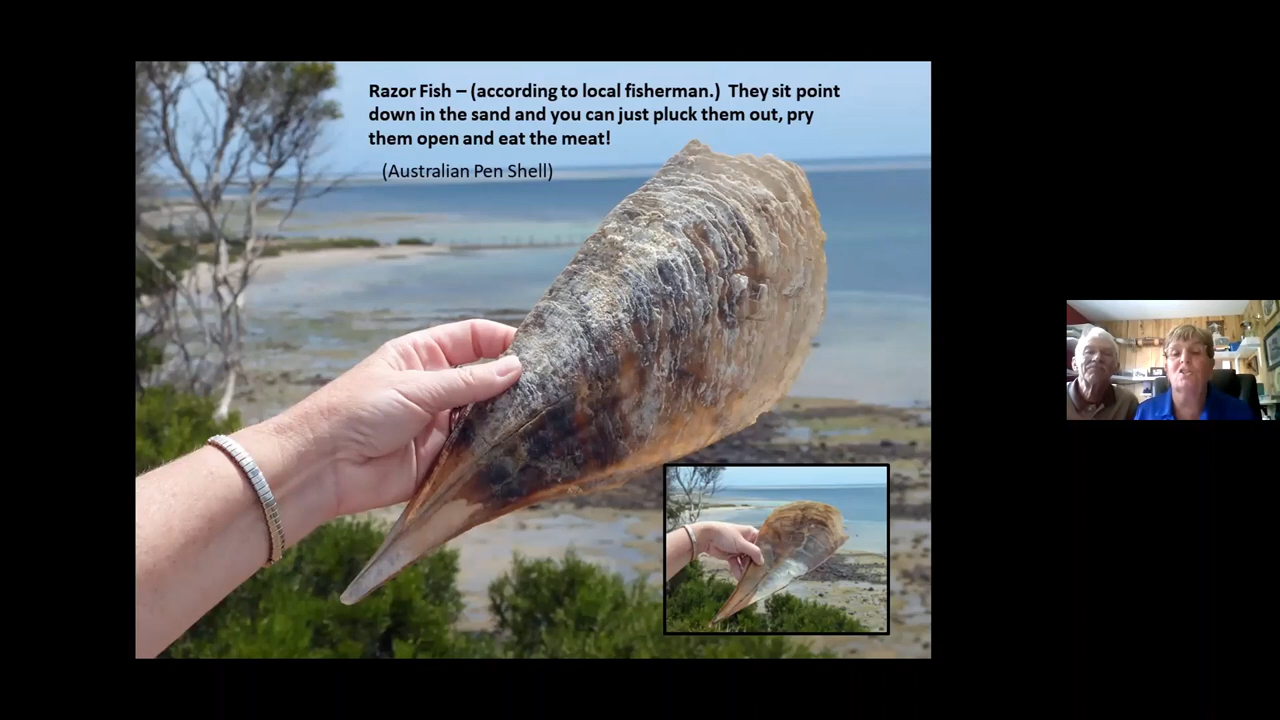 Razor Fish – (according to local fisherman.)  They sit point
down in the sand and you can just pluck them out, pry
them open and eat the meat!
(Australian Pen Shell)